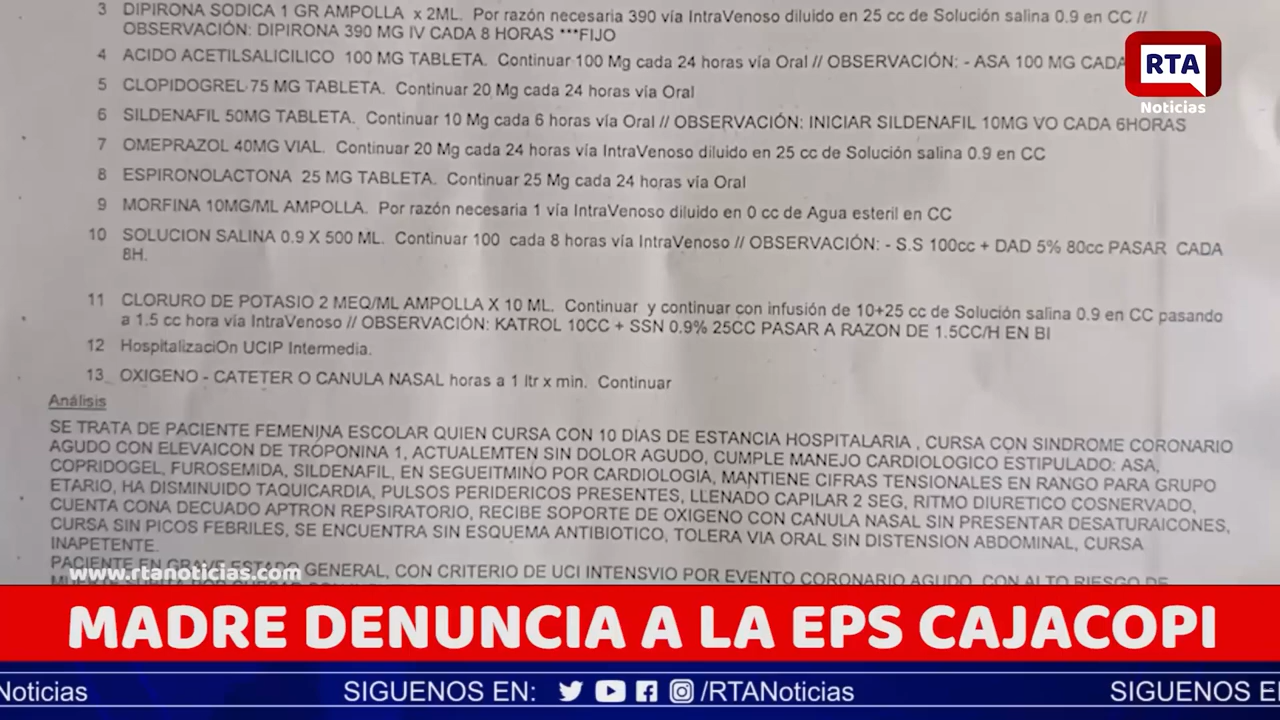 3 DIPIRONA SODICA 1 GR AMPOLLA x 2ML. Por razón necesaria 390 vía IntraVenoso diluido en 25 cc de Solución salina 0.9 en CC //
OBSERVACIÓN: DIPIRONA 390 MG IV CADA 8 HORAS ***FIJO
4 ACIDO ACETILSALICILICO 100 MG TABLETA. Continuar 100 Mg cada 24 horas vía Oral // OBSERVACIÓN: - ASA 100 MG CADA
RTA
Noticias
5 CLOPIDOGREL 75 MG TABLETA. Continuar 20 Mg cada 24 horas vía Oral
6 SILDENAFIL 50MG TABLETA. Continuar 10 Mg cada 6 horas vía Oral // OBSERVACIÓN: INICIAR SILDENAFIL 10MG VO CADA 6HORAS
7 OMEPRAZOL 40MG VIAL. Continuar 20 Mg cada 24 horas vía IntraVenoso diluido en 25 cc de Solución salina 0.9 en CC
8 ESPIRONOLACTONA 25 MG TABLETA. Continuar 25 Mg cada 24 horas vía Oral
9 MORFINA 10MG/ML AMPOLLA. Por razón necesaria 1 vía IntraVenoso diluido en 0 cc de Agua esteril en CC
10 SOLUCION SALINA 0.9 X 500 ML. Continuar 100 cada 8 horas vía IntraVenoso // OBSERVACIÓN: - S.S 100cc + DAD 5% 80cc PASAR CADA
8H.
11 CLORURO DE POTASIO 2 MEQ/ML AMPOLLA X 10 ML. Continuar y continuar con infusión de 10+25 cc de Solución salina 0.9 en CC pasando
a 1.5 cc hora vía IntraVenoso // OBSERVACIÓN: KATROL 10CC + SSN 0.9% 25CC PASAR A RAZON DE 1.5CC/H EN BI
12 HospitalizaciOn UCIP Intermedia.
13 OXIGENO - CATETER O CANULA NASAL horas a 1 ltr x min. Continuar
Análisis
SE TRATA DE PACIENTE FEMENINA ESCOLAR QUIEN CURSA CON 10 DIAS DE ESTANCIA HOSPITALARIA , CURSA CON SINDROME CORONARIO
AGUDO CON ELEVAICON DE TROPONINA 1, ACTUALEMTEN SIN DOLOR AGUDO, CUMPLE MANEJO CARDIOLOGICO ESTIPULADO: ASA,
COPRIDOGEL, FUROSEMIDA, SILDENAFIL, EN SEGUEITMINO POR CARDIOLOGIA, MANTIENE CIFRAS TENSIONALES EN RANGO PARA GRUPO
ETARIO, HA DISMINUIDO TAQUICARDIA, PULSOS PERIDERICOS PRESENTES, LLENADO CAPILAR 2 SEG, RITMO DIURETICO COSNERVADO,
CUENTA CONA DECUADO APTRON REPSIRATORIO, RECIBE SOPORTE DE OXIGENO CON CANULA NASAL SIN PRESENTAR DESATURAICONES,
CURSA SIN PICOS FEBRILES, SE ENCUENTRA SIN ESQUEMA ANTIBIOTICO, TOLERA VIA ORAL SIN DISTENSION ABDOMINAL, CURSA
INAPETENTE.
PACIENTE EN GRAVE ESTADO GENERAL, CON CRITERIO DE UCI INTENSVIO POR EVENTO CORONARIO AGUDO, CON ALTO RIESGO DE
www.rtanoticias.com
MADRE DENUNCIA A LA EPS CAJACOPI
Noticias SIGUENOS EN: /RTANoticias SIGUENOS E